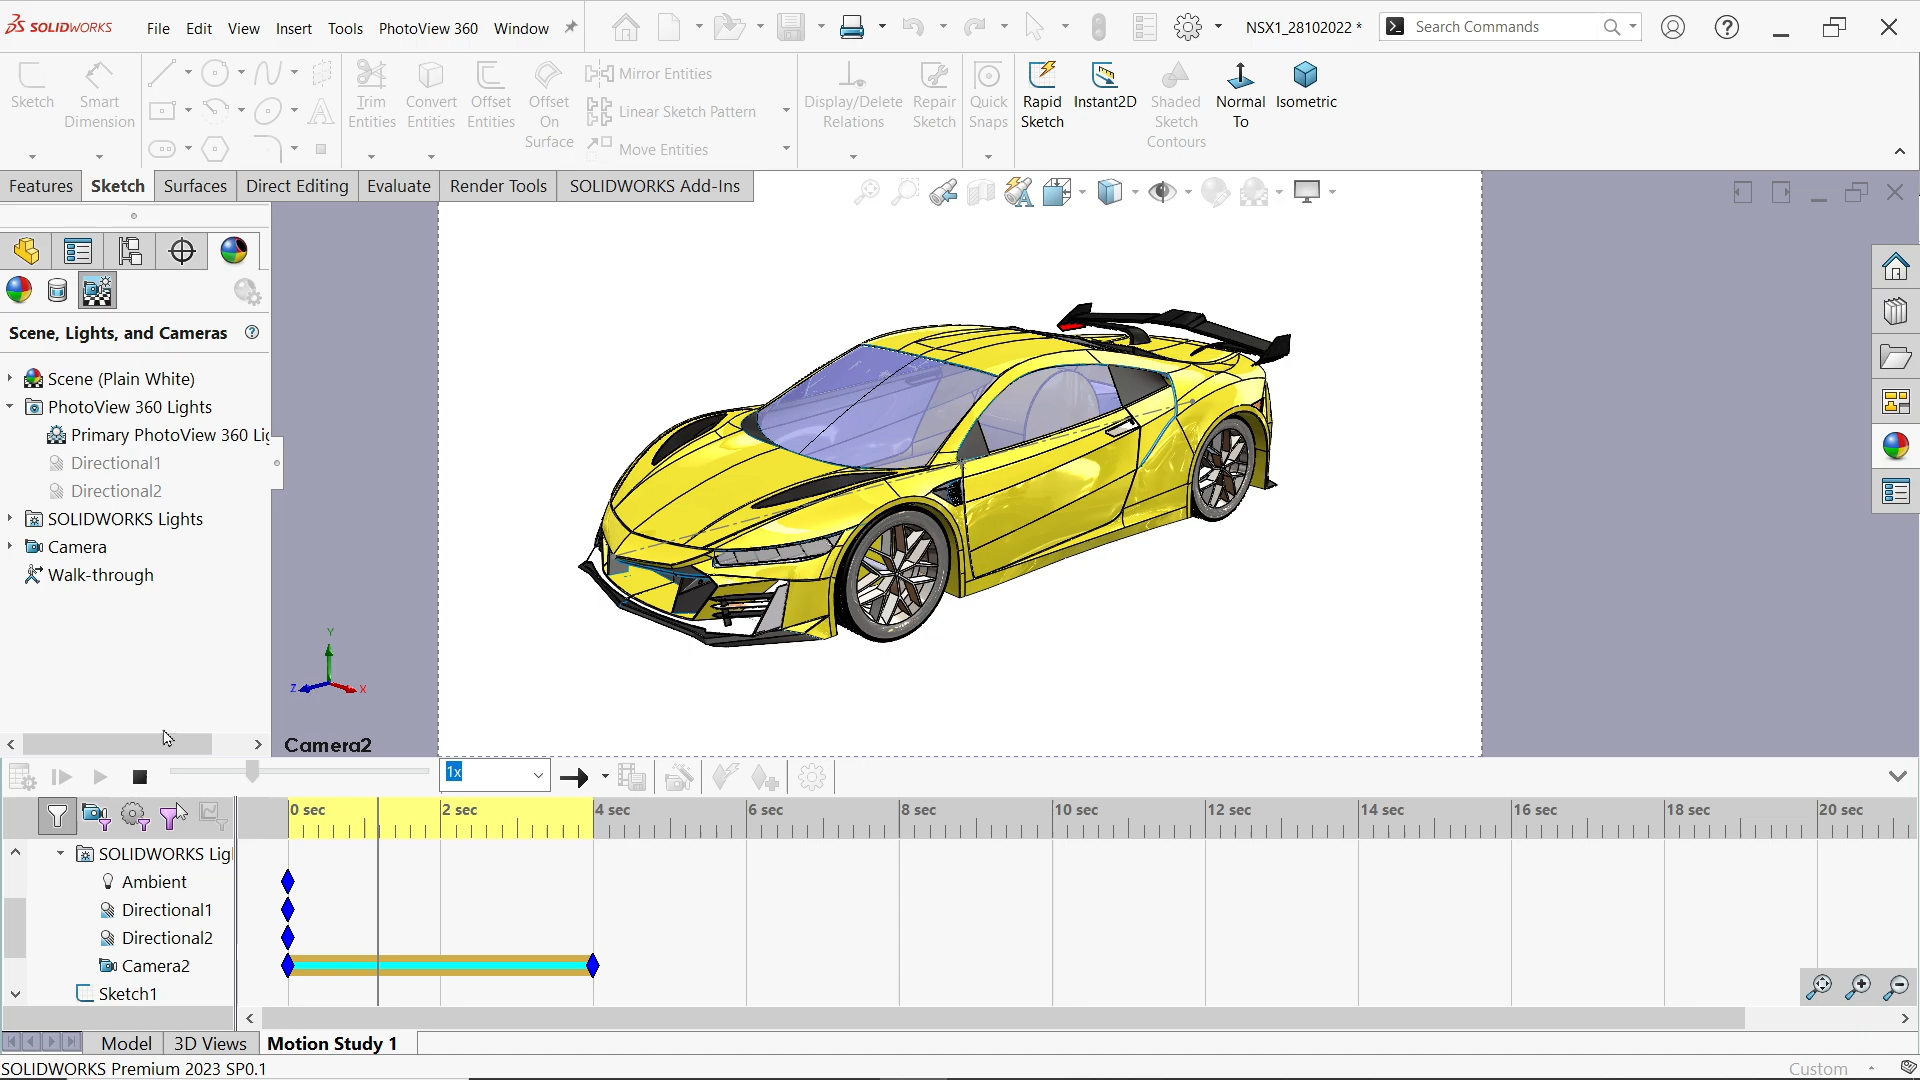 SOLIDWORKS File Edit View Insert Tools PhotoView 360 Window NSX1_28102022 * Search Commands
Sketch
Smart Dimension
Trim Entities
Convert Entities
Offset Entities
Offset On Surface
Mirror Entities
Linear Sketch Pattern
Move Entities
Display/Delete Relations
Repair Sketch
Quick Snaps
Rapid Sketch
Instant2D
Shaded Sketch Contours
Normal To
Isometric
Features Sketch Surfaces Direct Editing Evaluate Render Tools SOLIDWORKS Add-Ins
Scene, Lights, and Cameras
Scene (Plain White)
PhotoView 360 Lights
Primary PhotoView 360 Lig
Directional1
Directional2
SOLIDWORKS Lights
Camera
Walk-through
Y
Z X
Camera2
1x
0 sec 2 sec 4 sec 6 sec 8 sec 10 sec 12 sec 14 sec 16 sec 18 sec 20 sec
SOLIDWORKS Lig
Ambient
Directional1
Directional2
Camera2
Sketch1
Model 3D Views Motion Study 1
SOLIDWORKS Premium 2023 SP0.1 Custom